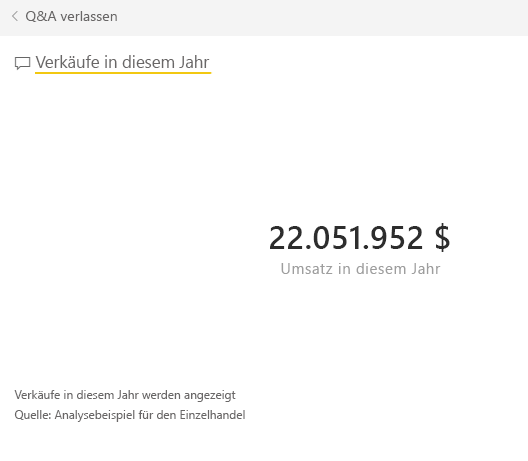 Q&A verlassen
Verkäufe in diesem Jahr
22.051.952 $
Umsatz in diesem Jahr
Verkäufe in diesem Jahr werden angezeigt
Quelle: Analysebeispiel für den Einzelhandel